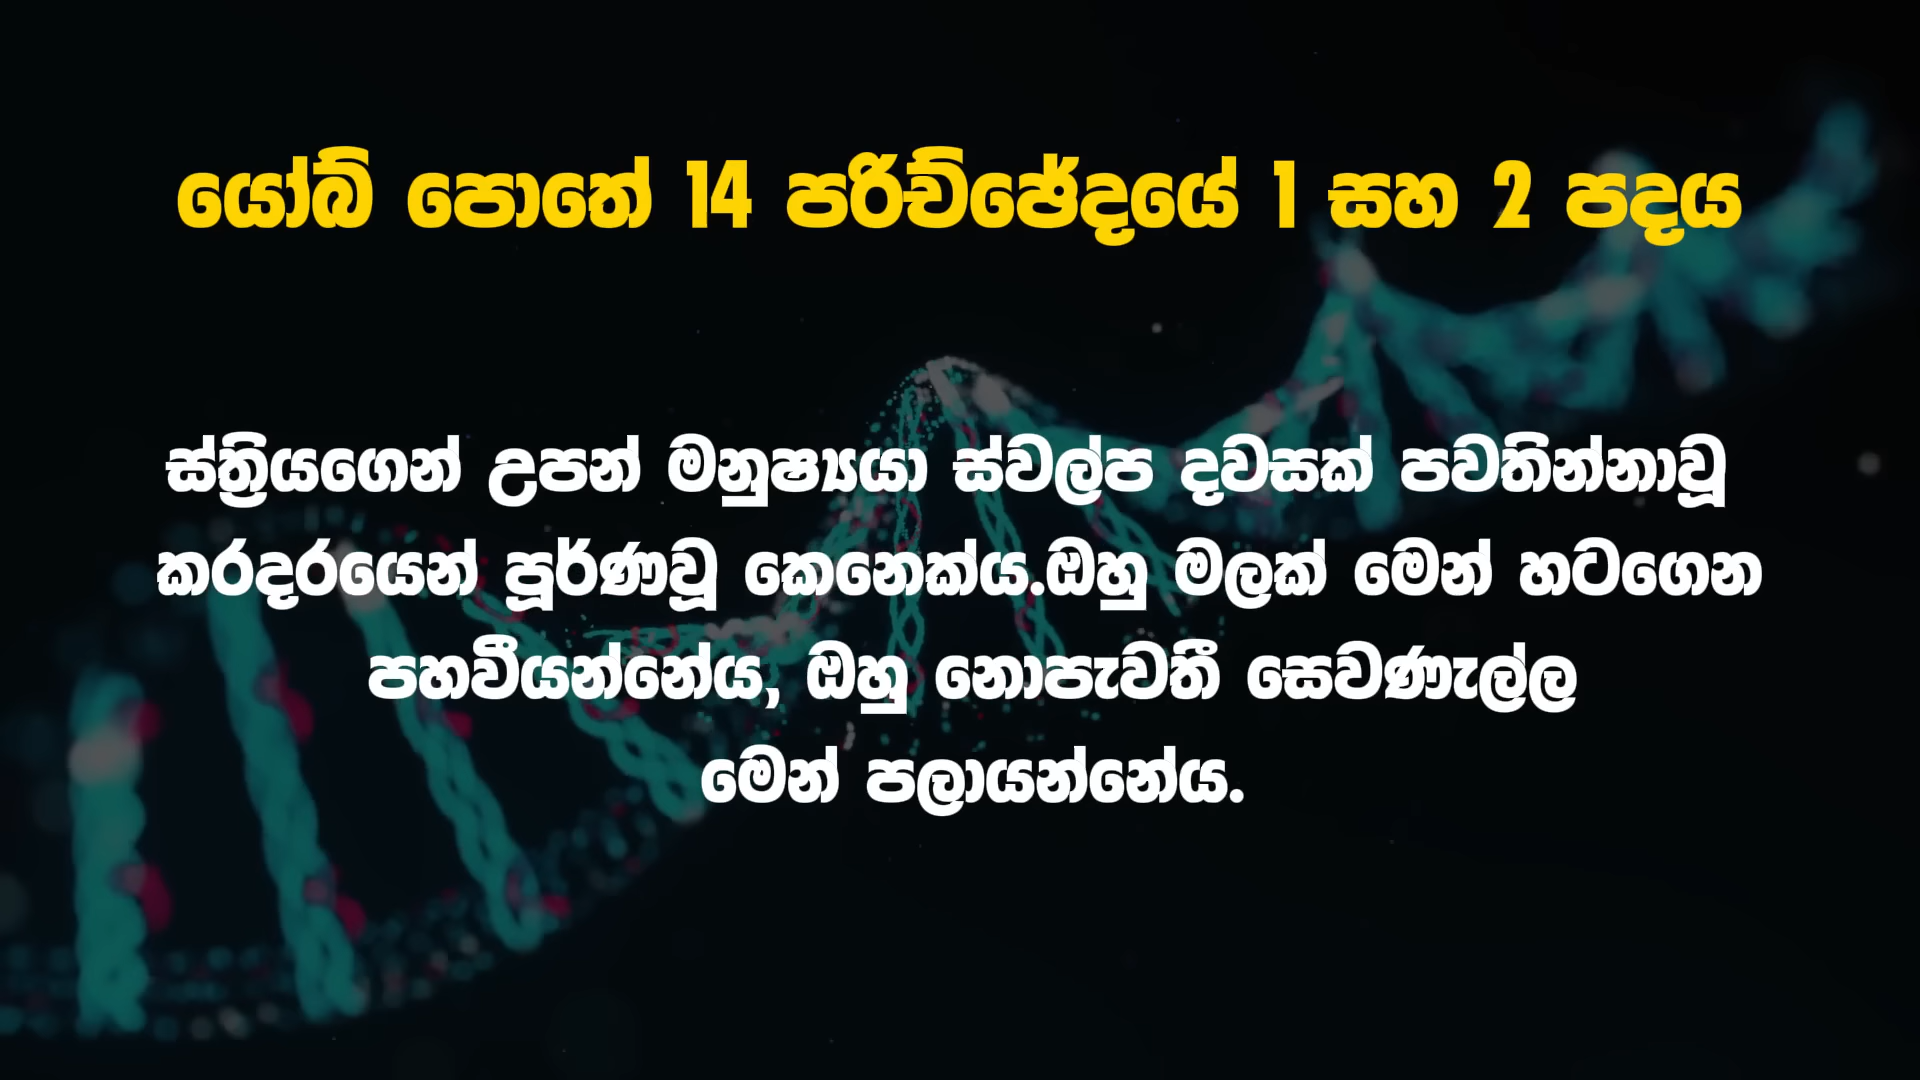 යෝබ් පොතේ 14 පරිච්ඡේදයේ 1 සහ 2 පදය
ස්ත්‍රියගෙන් උපන් මනුෂ්‍යයා ස්වල්ප දවසක් පවතින්නාවූ
කරදරයෙන් පූර්ණවූ කෙනෙක්ය.ඔහු මලක් මෙන් හටගෙන
පහවීයන්නේය, ඔහු නොපැවතී සෙවණැල්ල
මෙන් පලායන්නේය.